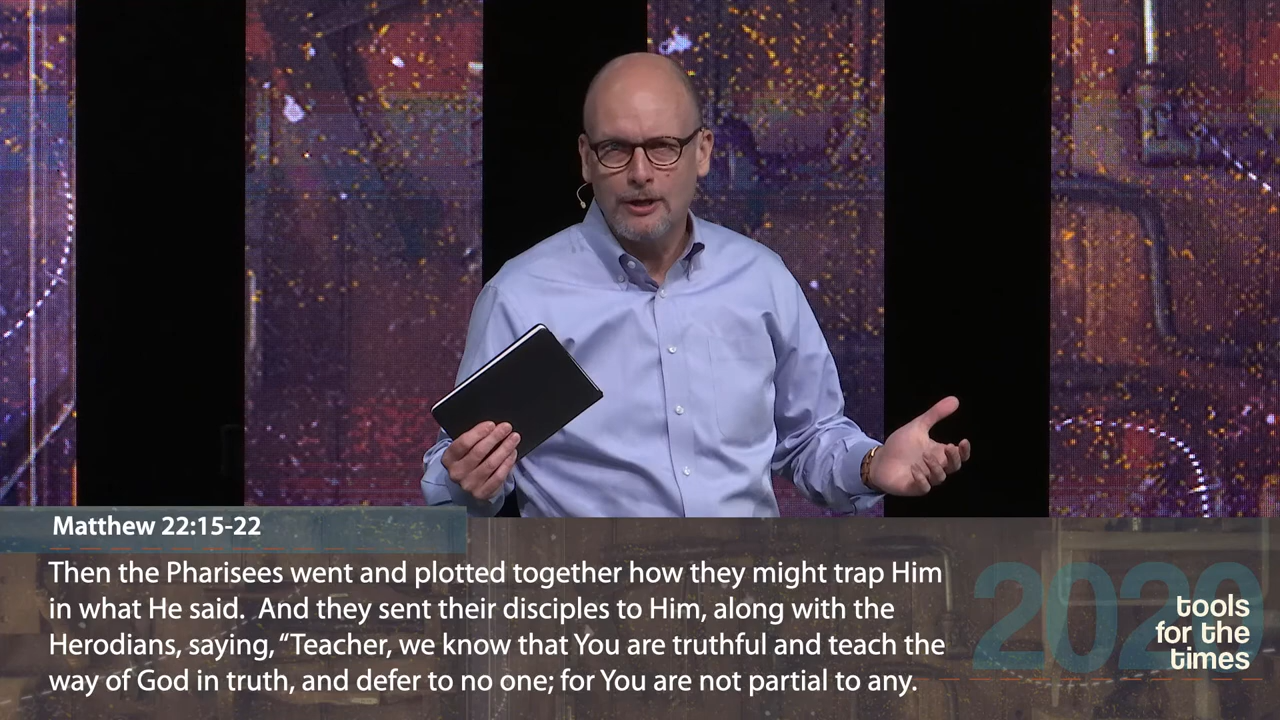 Matthew 22:15-22
Then the Pharisees went and plotted together how they might trap Him
in what He said.  And they sent their disciples to Him, along with the
Herodians, saying, “Teacher, we know that You are truthful and teach the
way of God in truth, and defer to no one; for You are not partial to any.
2020
tools
for the
times